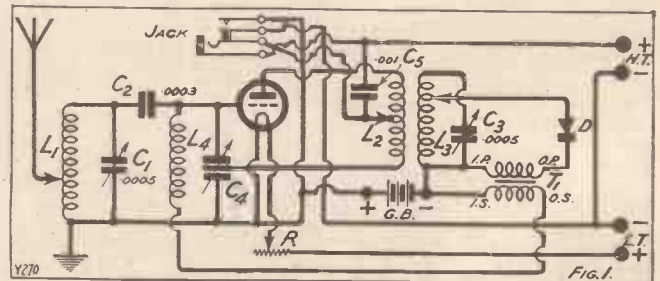 JACK
C2
.0003
.001
C5
+
H.T.
-
L1
C1
.0005
L4
C4
L2
L3
C3
.0005
D
I.P.
O.P.
T1
I.S.
O.S.
+
G.B.
-
R
-
L.T.
+
Y270
FIG.1.